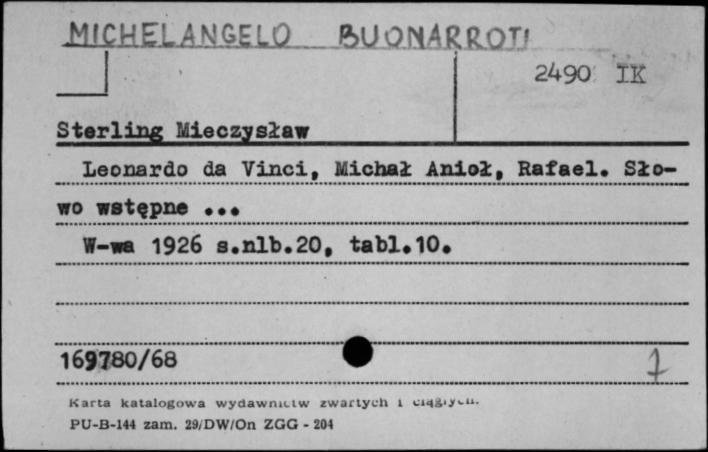 MICHELANGELO BUONARROTI
2490 IK
Sterling Mieczysław
Leonardo da Vinci, Michał Anioł, Rafael. Sło-
wo wstępne ...
W-wa 1926 s.nlb.20, tabl.10.
169780/68
7
Karta katalogowa wydawnictw zwartych i ciągłych.
PU-B-144 zam. 29/DW/On ZGG - 204